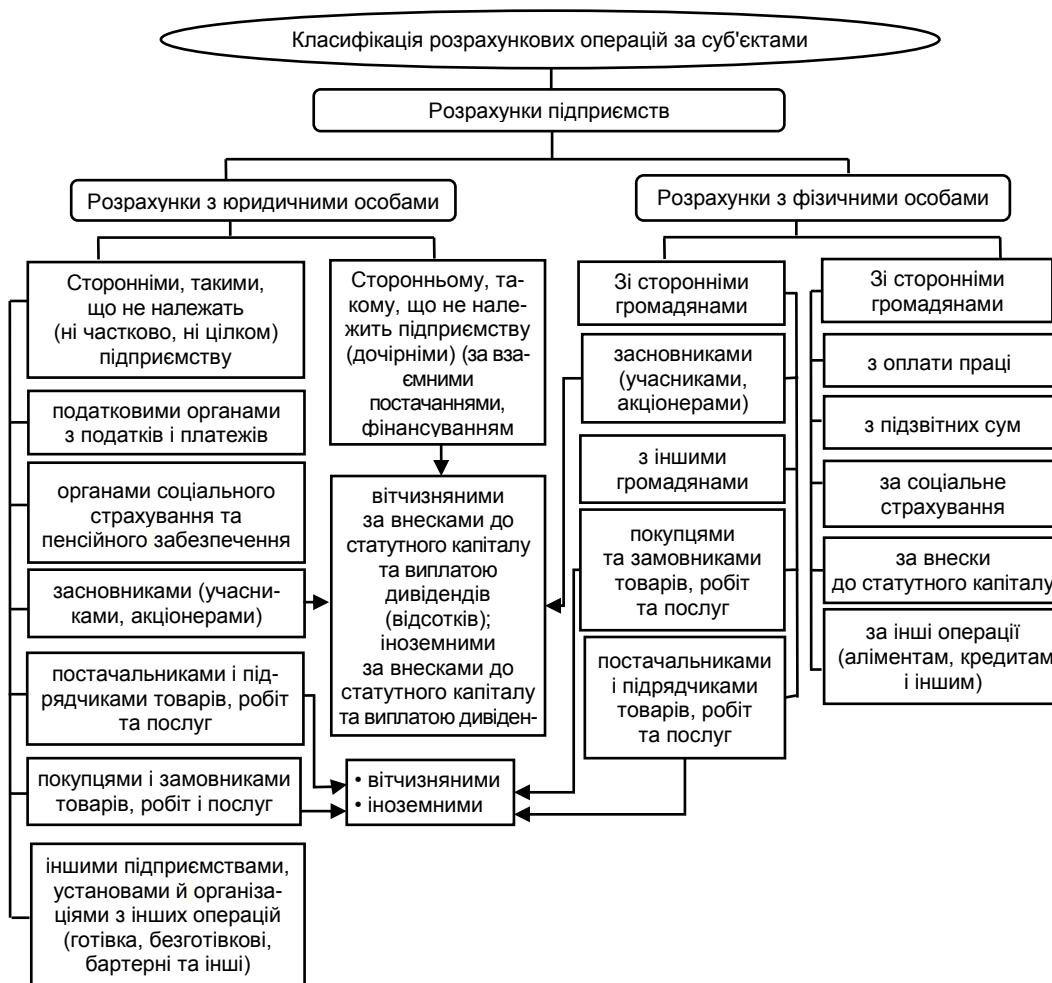 Класифікація розрахункових операцій за суб'єктами
Розрахунки підприємств
Розрахунки з юридичними особами
Розрахунки з фізичними особами
Сторонніми, такими,
що не належать
(ні частково, ні цілком)
підприємству
податковими органами
з податків і платежів
органами соціального
страхування та
пенсійного забезпечення
засновниками (учасни-
ками, акціонерами)
постачальниками і під-
рядчиками товарів, робіт
та послуг
покупцями і замовниками
товарів, робіт і послуг
іншими підприємствами,
установами й організа-
ціями з інших операцій
(готівка, безготівкові,
бартерні та інші)
Сторонньому, та-
кому, що не нале-
жить підприємству
(дочірніми) (за вза-
ємними
постачаннями,
фінансуванням
вітчизняними
за внесками до
статутного капіталу
та виплатою
дивідендів
(відсотків);
іноземними
за внесками до
статутного капіталу
та виплатою дивіден-
• вітчизняними
• іноземними
Зі сторонніми
громадянами
засновниками
(учасниками,
акціонерами)
з іншими
громадянами
покупцями
та замовниками
товарів, робіт
та послуг
постачальниками
і підрядчиками
товарів, робіт
та послуг
Зі сторонніми
громадянами
з оплати праці
з підзвітних сум
за соціальне
страхування
за внески
до статутного капіталу
за інші операції
(аліментам, кредитам
і іншим)